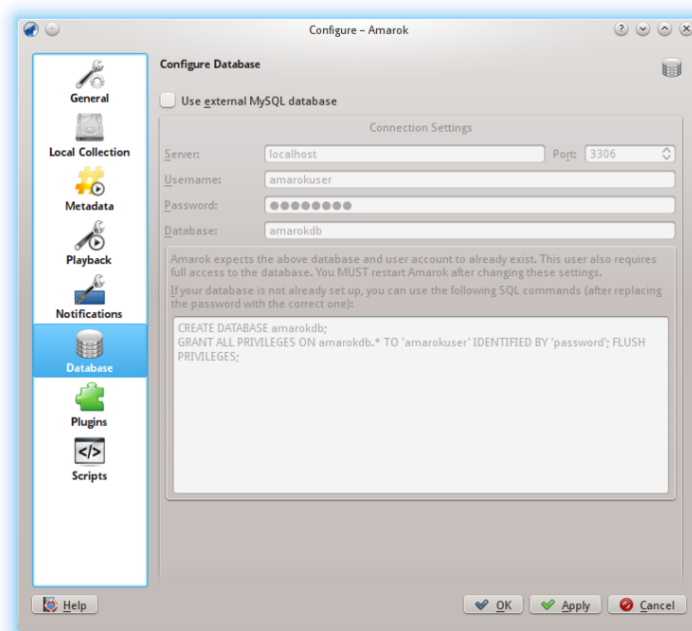 Configure – Amarok
General
Local Collection
Metadata
Playback
Notifications
Database
Plugins
Scripts
Configure Database
Use external MySQL database
Connection Settings
Server: localhost Port: 3306
Username: amarokuser
Password: ●●●●●●●●
Database: amarokdb
Amarok expects the above database and user account to already exist. This user also requires
full access to the database. You MUST restart Amarok after changing these settings.
If your database is not already set up, you can use the following SQL commands (after replacing
the password with the correct one):
CREATE DATABASE amarokdb;
GRANT ALL PRIVILEGES ON amarokdb.* TO 'amarokuser' IDENTIFIED BY 'password'; FLUSH
PRIVILEGES;
Help OK Apply Cancel